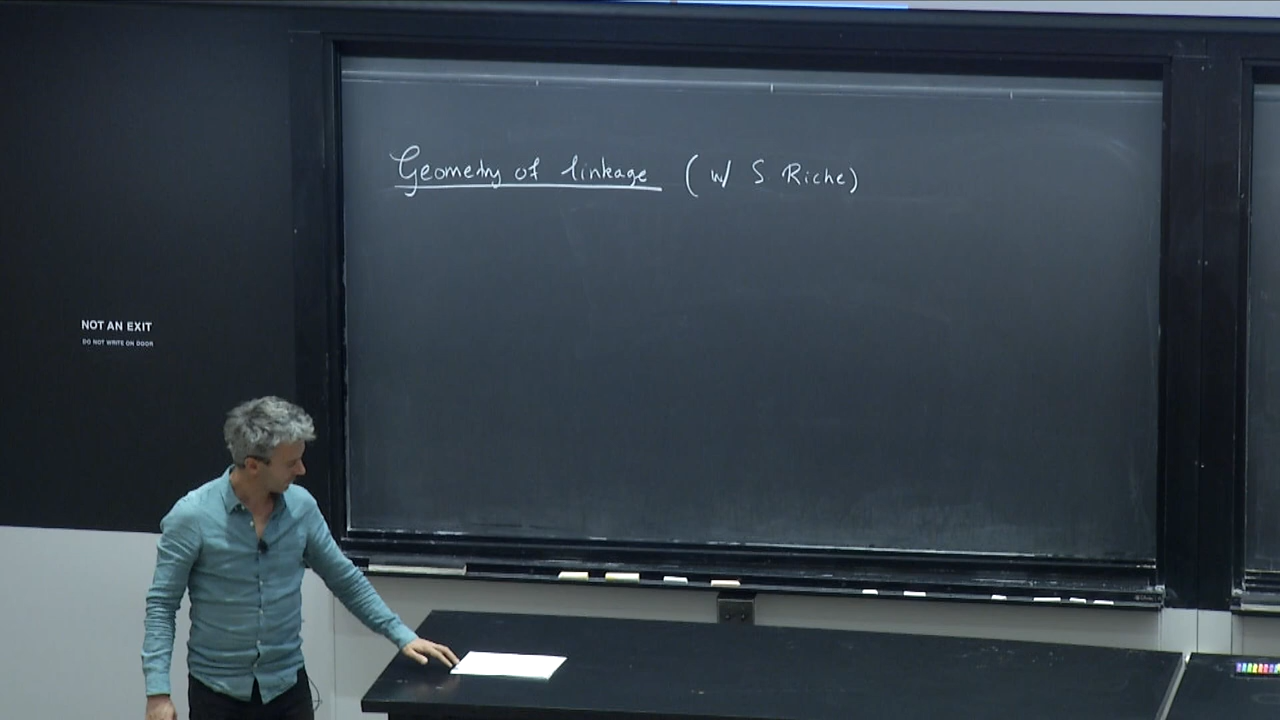 Geometry of linkage (w/ S Riche)
NOT AN EXIT
DO NOT WRITE ON DOOR